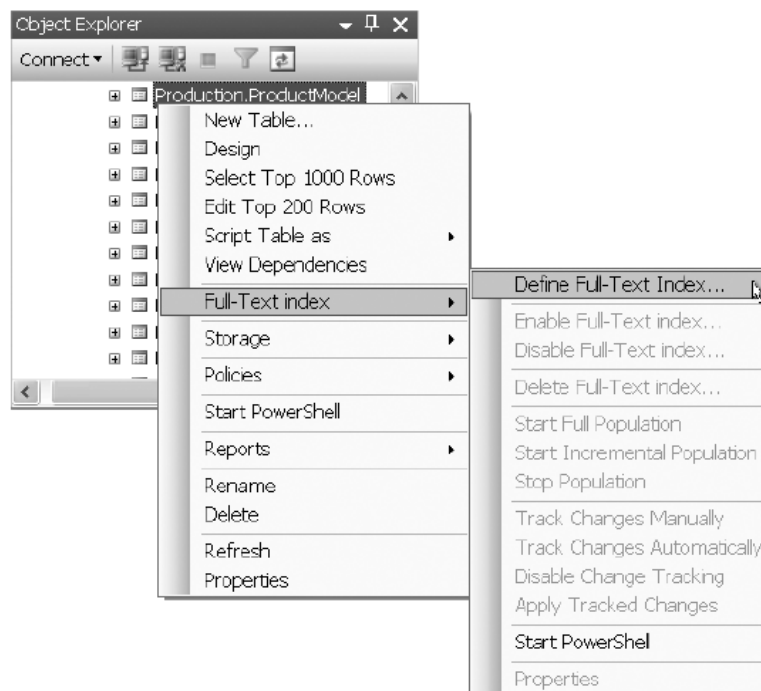 Object Explorer
Connect
Production.ProductModel
New Table...
Design
Select Top 1000 Rows
Edit Top 200 Rows
Script Table as
View Dependencies
Full-Text index
Storage
Policies
Start PowerShell
Reports
Rename
Delete
Refresh
Properties
Define Full-Text Index...
Enable Full-Text index...
Disable Full-Text index...
Delete Full-Text index...
Start Full Population
Start Incremental Population
Stop Population
Track Changes Manually
Track Changes Automatically
Disable Change Tracking
Apply Tracked Changes
Start PowerShell
Properties